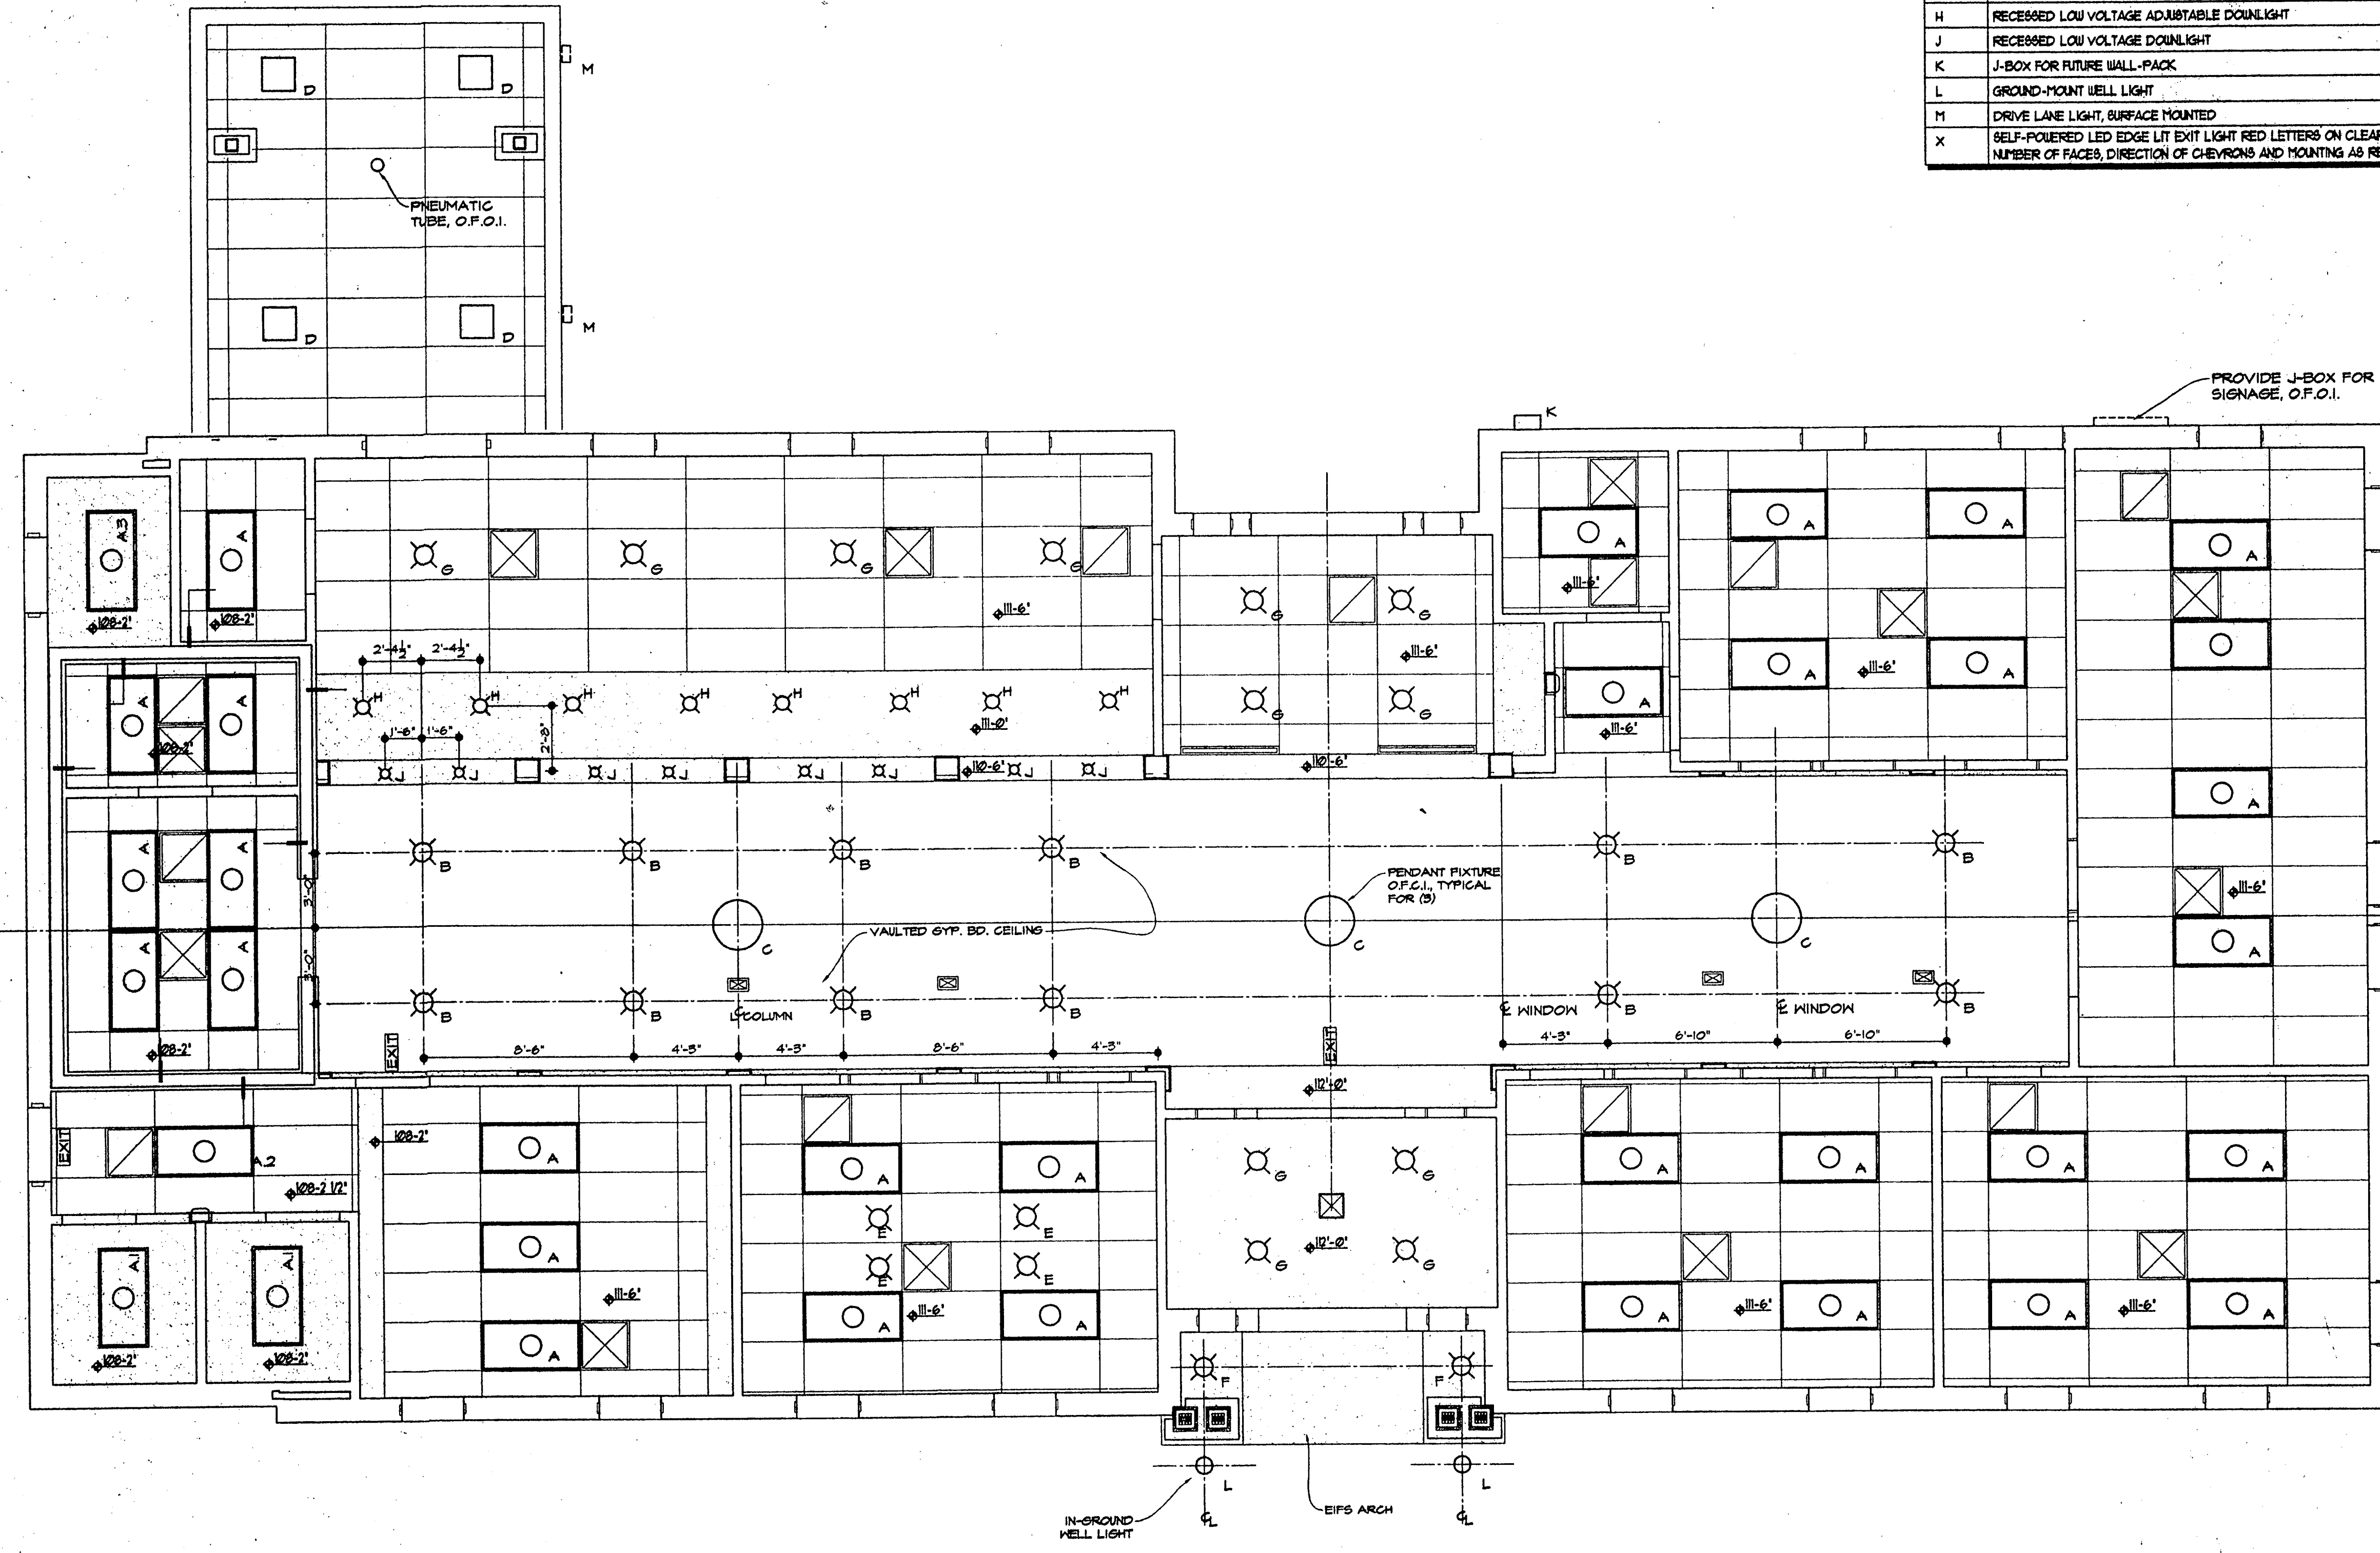 H RECESSED LOW VOLTAGE ADJUSTABLE DOWNLIGHT
J RECESSED LOW VOLTAGE DOWNLIGHT
K J-BOX FOR FUTURE WALL-PACK
L GROUND-MOUNT WELL LIGHT
M DRIVE LANE LIGHT, SURFACE MOUNTED
X SELF-POWERED LED EDGE LIT EXIT LIGHT RED LETTERS ON
NUMBER OF FACES, DIRECTION OF CHEVRONS AND MOUNTING AS
D D M
PNEUMATIC
TUBE, O.F.O.I.
D D M
PROVIDE J-BOX FOR
SIGNAGE, O.F.O.I.
K
A.3 A G G G G A A A A
111'-6" G G 111'-6" A
108'-2" 108'-2" 111'-6"
2'-4½" 2'-4½"
A A 111'-6" A A
H H H H H H H H G G A
111'-0" 111'-6"
1'-6" 1'-6" 2'-8"
108'-2"
J J J J J J 110'-6" J J 110'-6"
A
B B B B B B
A A
3'-0"
PENDANT FIXTURE
O.F.C.I., TYPICAL
FOR (3)
111'-6"
VAULTED GYP. BD. CEILING
C C C
A A A
3'-0"
B B B B B B
℄ COLUMN ℄ WINDOW ℄ WINDOW
EXIT EXIT
8'-6" 4'-3" 4'-3" 8'-6" 4'-3" 4'-3" 6'-10" 6'-10"
108'-2"
112'-0"
108'-2"
EXIT A.2 A A A G G A A A A
108'-2 1/2"
E E
A 112'-0" G G
E E
A.1 A.1 111'-6" 111'-6" 111'-6" 111'-6"
A A A A A A A
108'-2" 108'-2"
F F
L L
IN-GROUND
WELL LIGHT
EIFS ARCH
℄ ℄